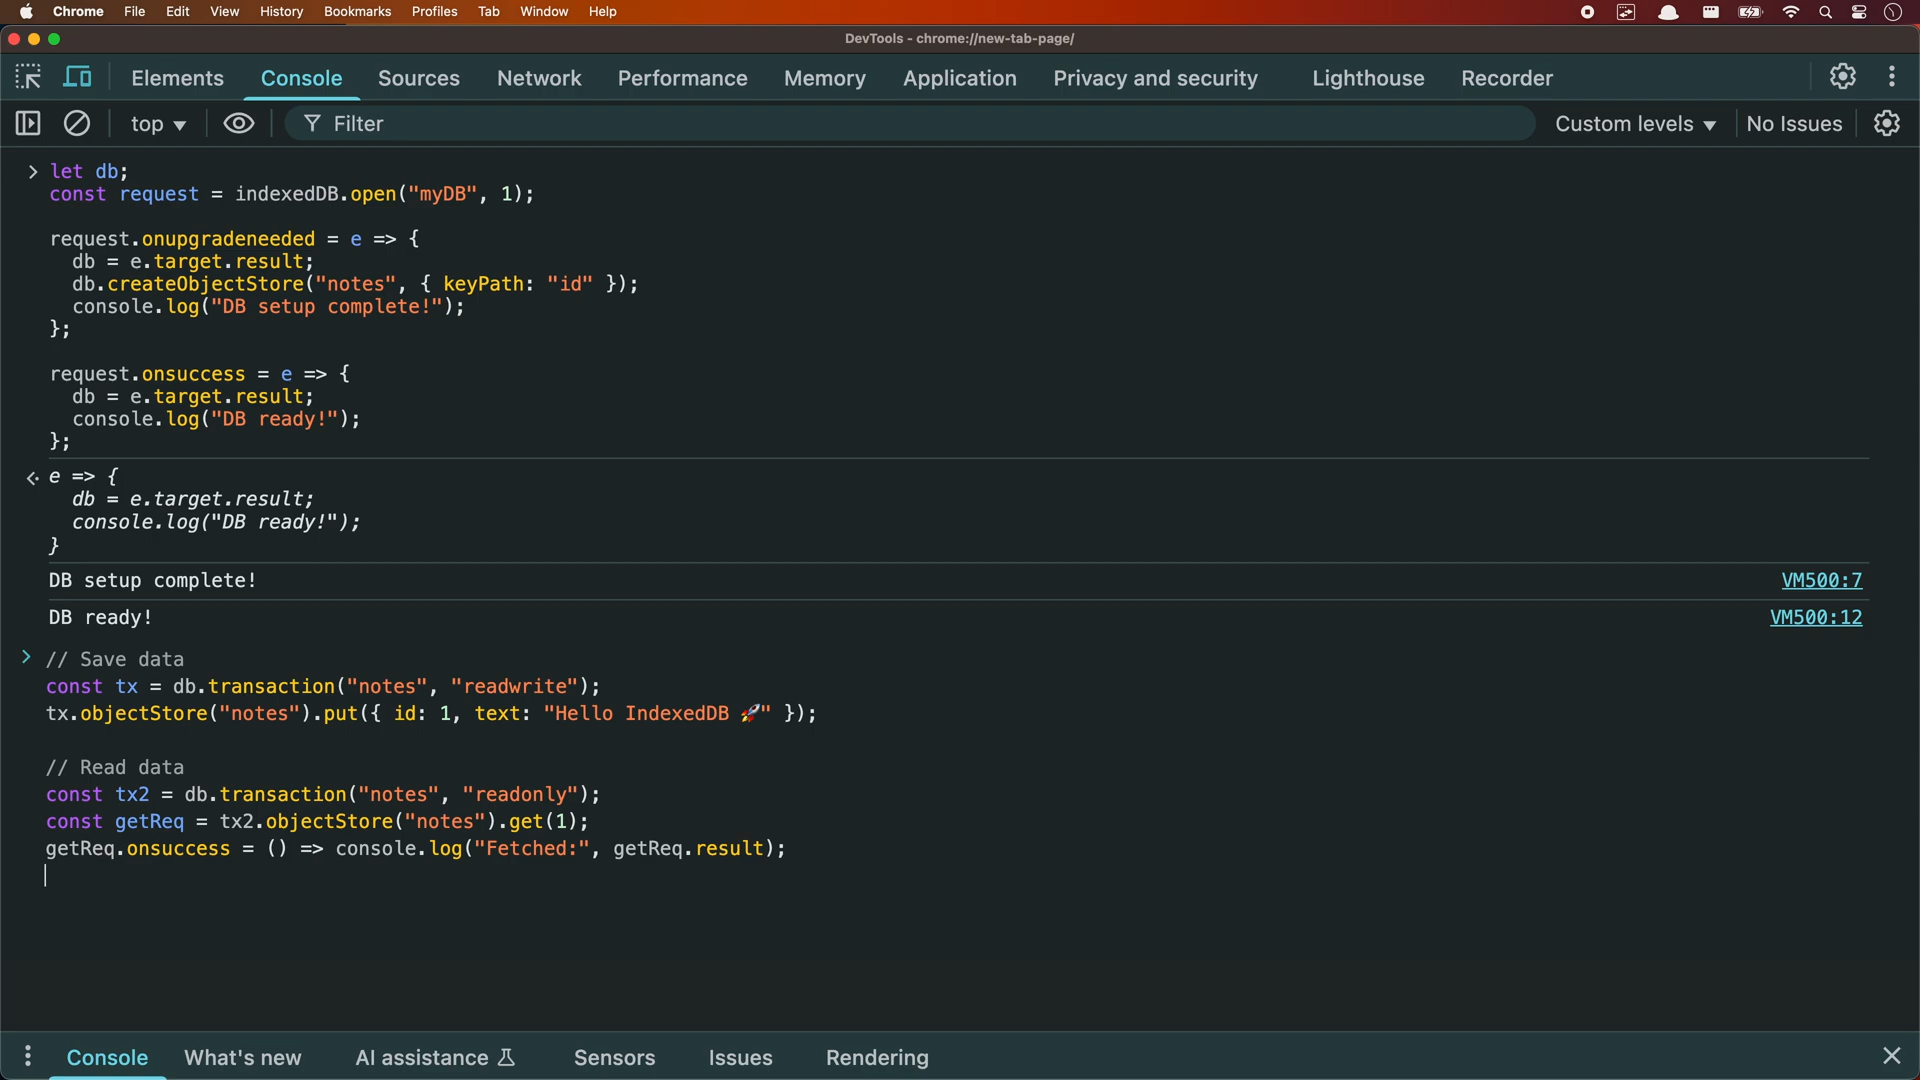 Chrome File Edit View History Bookmarks Profiles Tab Window Help
DevTools - chrome://new-tab-page/
Elements Console Sources Network Performance Memory Application Privacy and security Lighthouse Recorder
top Filter Custom levels No Issues
let db;
const request = indexedDB.open("myDB", 1);
request.onupgradeneeded = e => {
db = e.target.result;
db.createObjectStore("notes", { keyPath: "id" });
console.log("DB setup complete!");
};
request.onsuccess = e => {
db = e.target.result;
console.log("DB ready!");
};
e => {
db = e.target.result;
console.log("DB ready!");
}
DB setup complete! VM500:7
DB ready! VM500:12
// Save data
const tx = db.transaction("notes", "readwrite");
tx.objectStore("notes").put({ id: 1, text: "Hello IndexedDB 🚀" });
// Read data
const tx2 = db.transaction("notes", "readonly");
const getReq = tx2.objectStore("notes").get(1);
getReq.onsuccess = () => console.log("Fetched:", getReq.result);
Console What's new AI assistance Sensors Issues Rendering